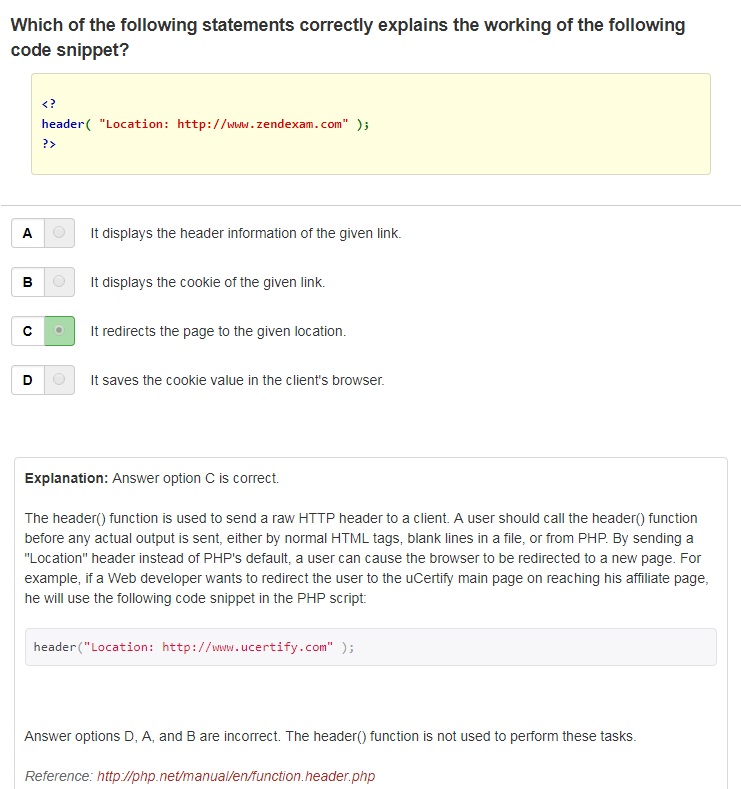 Which of the following statements correctly explains the working of the following
code snippet?
<?
header( "Location: http://www.zendexam.com" );
?>
A It displays the header information of the given link.
B It displays the cookie of the given link.
C It redirects the page to the given location.
D It saves the cookie value in the client's browser.
Explanation: Answer option C is correct.
The header() function is used to send a raw HTTP header to a client. A user should call the header() function
before any actual output is sent, either by normal HTML tags, blank lines in a file, or from PHP. By sending a
"Location" header instead of PHP's default, a user can cause the browser to be redirected to a new page. For
example, if a Web developer wants to redirect the user to the uCertify main page on reaching his affiliate page,
he will use the following code snippet in the PHP script:
header("Location: http://www.ucertify.com" );
Answer options D, A, and B are incorrect. The header() function is not used to perform these tasks.
Reference: http://php.net/manual/en/function.header.php